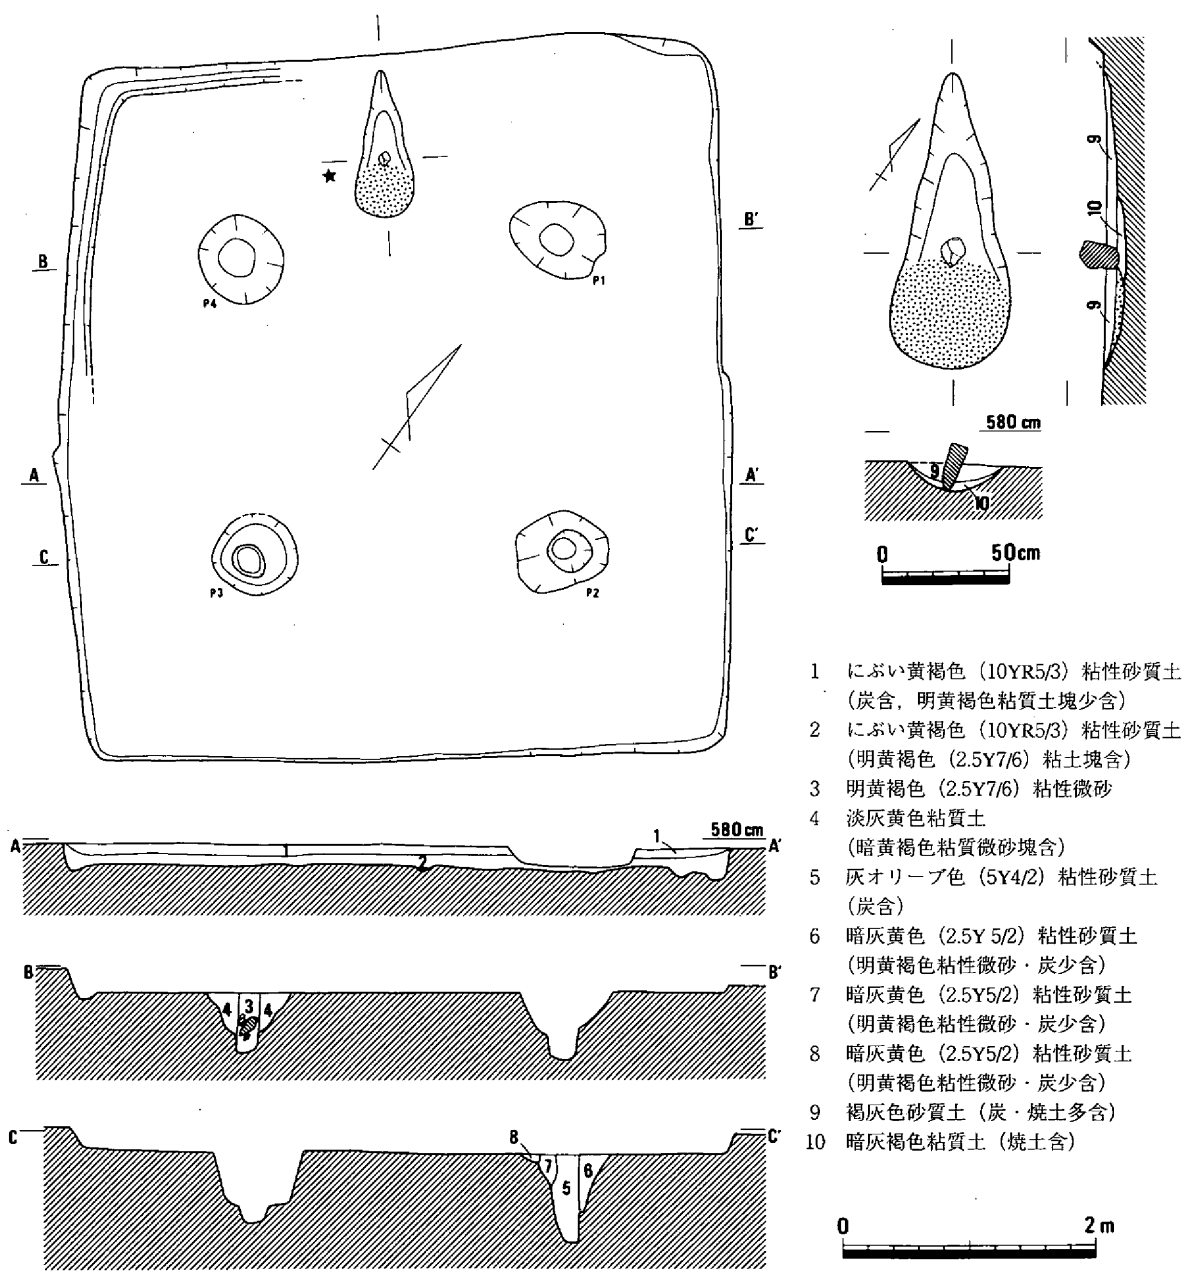 B
B'
P4
P1
A
A'
C
C'
P3
P2
9
10
9
580 cm
9
10
0 50cm
1 にぶい黄褐色（10YR5/3）粘性砂質土
（炭含，明黄褐色粘質土塊少含）
2 にぶい黄褐色（10YR5/3）粘性砂質土
（明黄褐色（2.5Y7/6）粘土塊含）
3 明黄褐色（2.5Y7/6）粘性微砂
4 淡灰黄色粘質土
（暗黄褐色粘質微砂塊含）
5 灰オリーブ色（5Y4/2）粘性砂質土
（炭含）
6 暗灰黄色（2.5Y 5/2）粘性砂質土
（明黄褐色粘性微砂・炭少含）
7 暗灰黄色（2.5Y5/2）粘性砂質土
（明黄褐色粘性微砂・炭少含）
8 暗灰黄色（2.5Y5/2）粘性砂質土
（明黄褐色粘性微砂・炭少含）
9 褐灰色砂質土（炭・焼土多含）
10 暗灰褐色粘質土（焼土含）
A 1 2 1 580cm A'
B 4 3 4 B'
C 8 7 5 6 C'
0 2 m